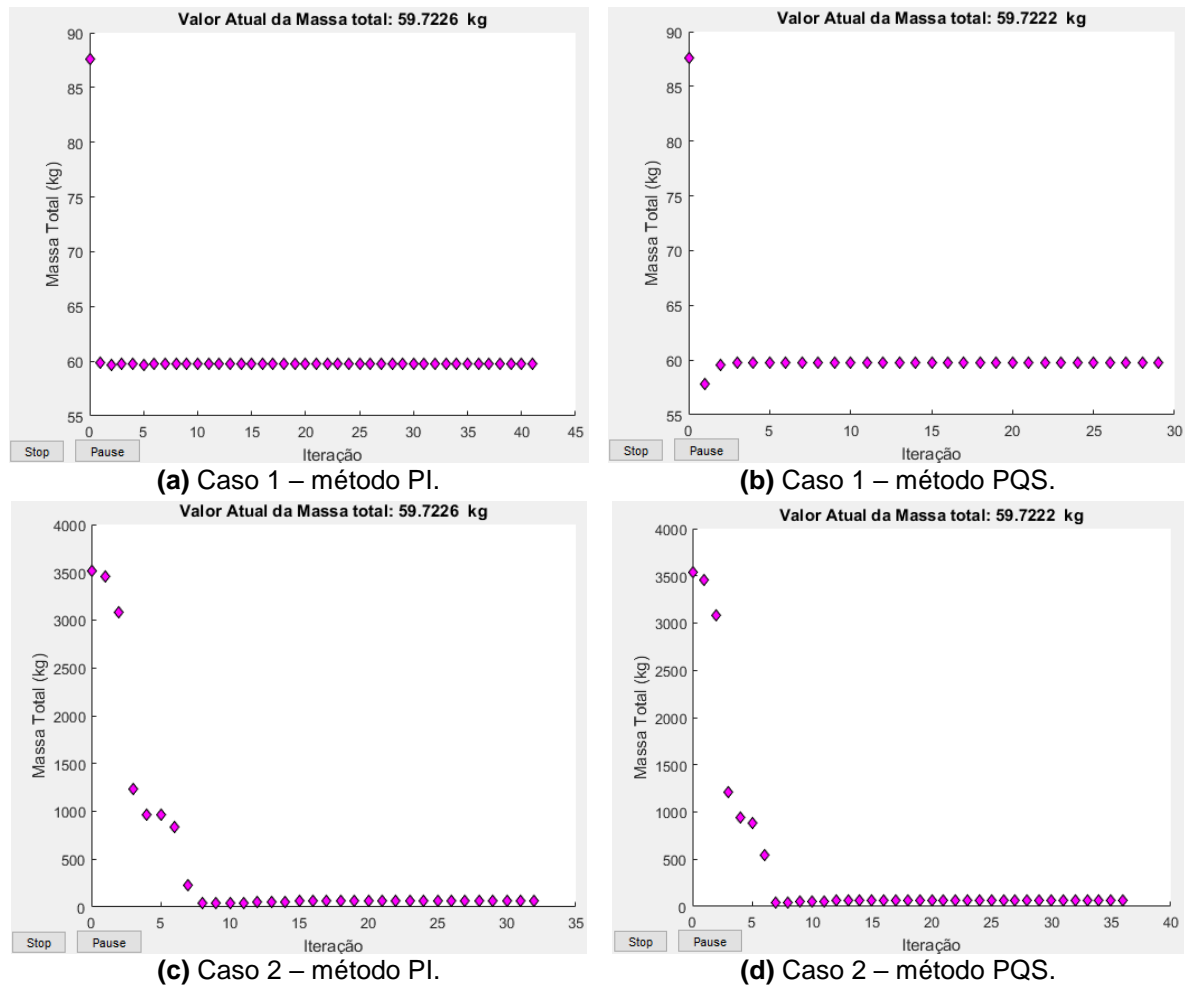 Valor Atual da Massa total: 59.7226 kg
90
85
80
75
70
65
60
55
Massa Total (kg)
0 5 10 15 20 25 30 35 40 45
Iteração
Stop Pause
(a) Caso 1 – método PI.
Valor Atual da Massa total: 59.7222 kg
90
85
80
75
70
65
60
55
Massa Total (kg)
0 5 10 15 20 25 30
Iteração
Stop Pause
(b) Caso 1 – método PQS.
Valor Atual da Massa total: 59.7226 kg
4000
3500
3000
2500
2000
1500
1000
500
0
Massa Total (kg)
0 5 10 15 20 25 30 35
Iteração
Stop Pause
(c) Caso 2 – método PI.
Valor Atual da Massa total: 59.7222 kg
4000
3500
3000
2500
2000
1500
1000
500
0
Massa Total (kg)
0 5 10 15 20 25 30 35 40
Iteração
Stop Pause
(d) Caso 2 – método PQS.